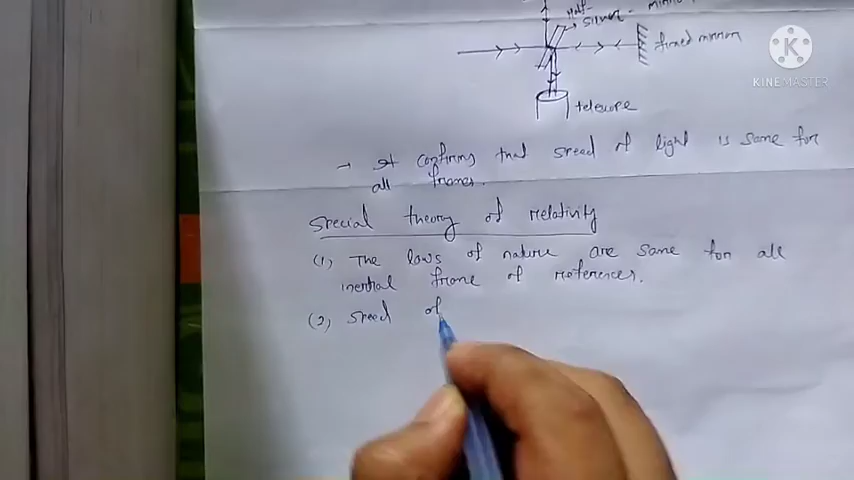 Half-
Silver- mirror
K
fixed mirror
KINEMASTER
telescope
→ It confirms that speed of light is same for
all frames.
Special theory of relativity
(1) The laws of nature are same for all
inertial frame of references.
(2) Speed of